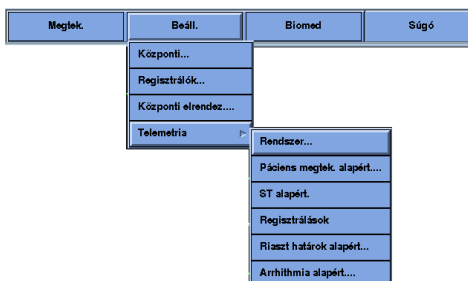 Megtek. Beáll. Biomed Súgó
Központi...
Regisztrálók...
Központi elrendez....
Telemetria
Rendszer...
Páciens megtek. alapért....
ST alapért.
Regisztrálások
Riaszt határok alapért...
Arrhithmia alapért....